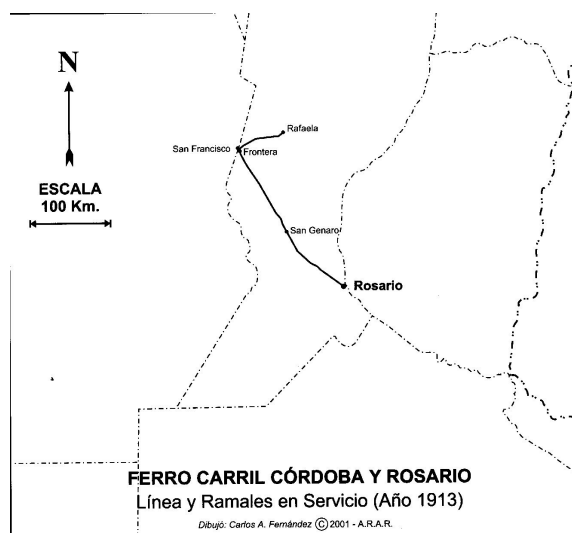 N
ESCALA
100 Km.
Rafaela
San Francisco
Frontera
San Genaro
Rosario
FERRO CARRIL CÓRDOBA Y ROSARIO
Línea y Ramales en Servicio (Año 1913)
Dibujó: Carlos A. Fernández © 2001 - A.R.A.R.